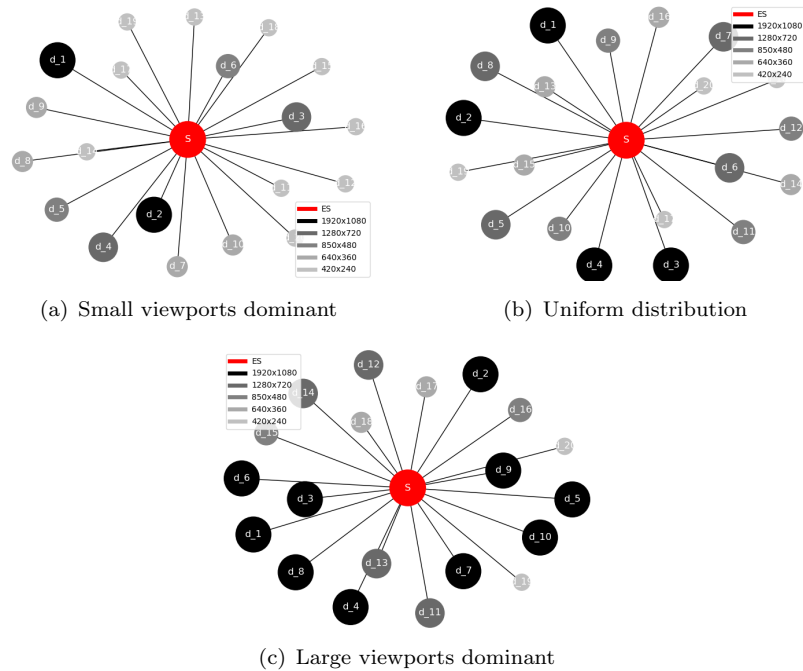 d_1
d_6
d_9
d_3
S
d_8
d_5
d_2
d_4
d_10
d_7
ES
1920x1080
1280x720
850x480
640x360
420x240
(a) Small viewports dominant
d_1
d_16
d_9
d_7
d_8
d_13
d_2
d_12
S
d_15
d_6
d_14
d_5
d_10
d_11
d_4
d_3
ES
1920x1080
1280x720
850x480
640x360
420x240
(b) Uniform distribution
ES
1920x1080
1280x720
850x480
640x360
420x240
d_12
d_2
d_17
d_14
d_16
d_18
d_15
d_6
d_9
d_3
S
d_5
d_1
d_10
d_8
d_13
d_7
d_4
d_11
(c) Large viewports dominant